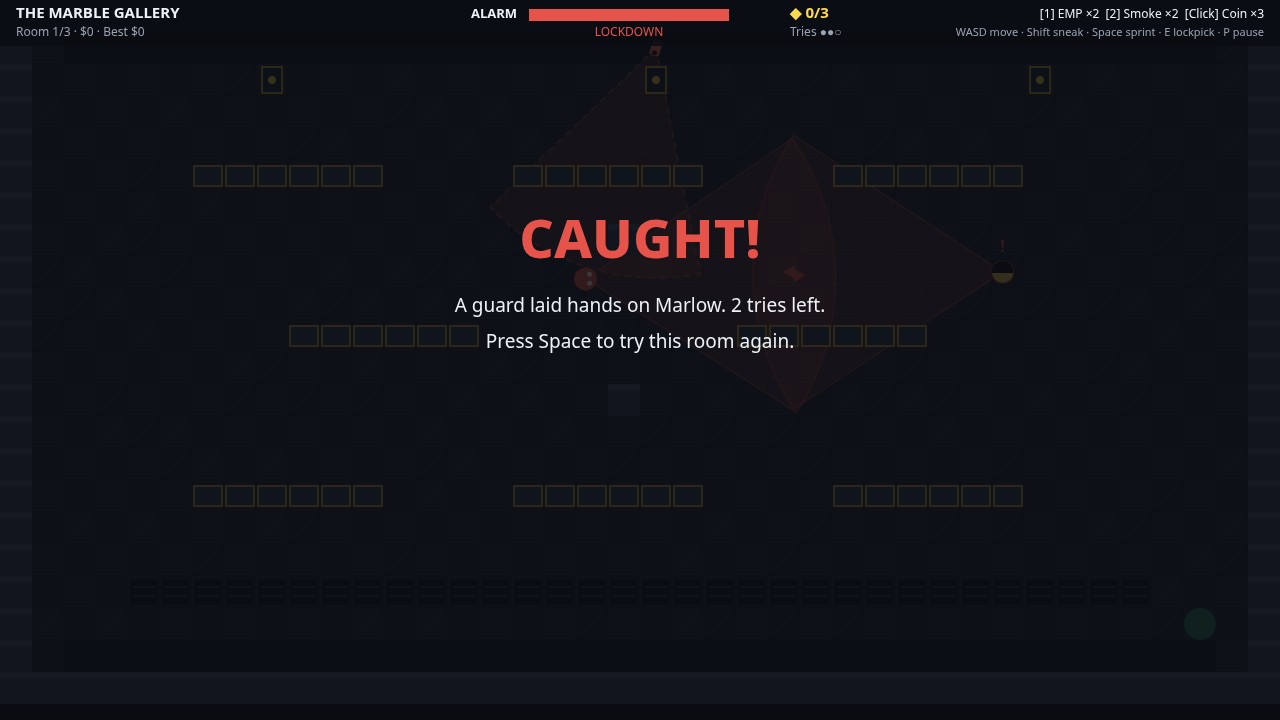 THE MARBLE GALLERY
Room 1/3 · $0 · Best $0
ALARM
LOCKDOWN
◆ 0/3
Tries ●●○
[1] EMP ×2 [2] Smoke ×2 [Click] Coin ×3
WASD move · Shift sneak · Space sprint · E lockpick · P pause
!
CAUGHT!
A guard laid hands on Marlow. 2 tries left.
Press Space to try this room again.